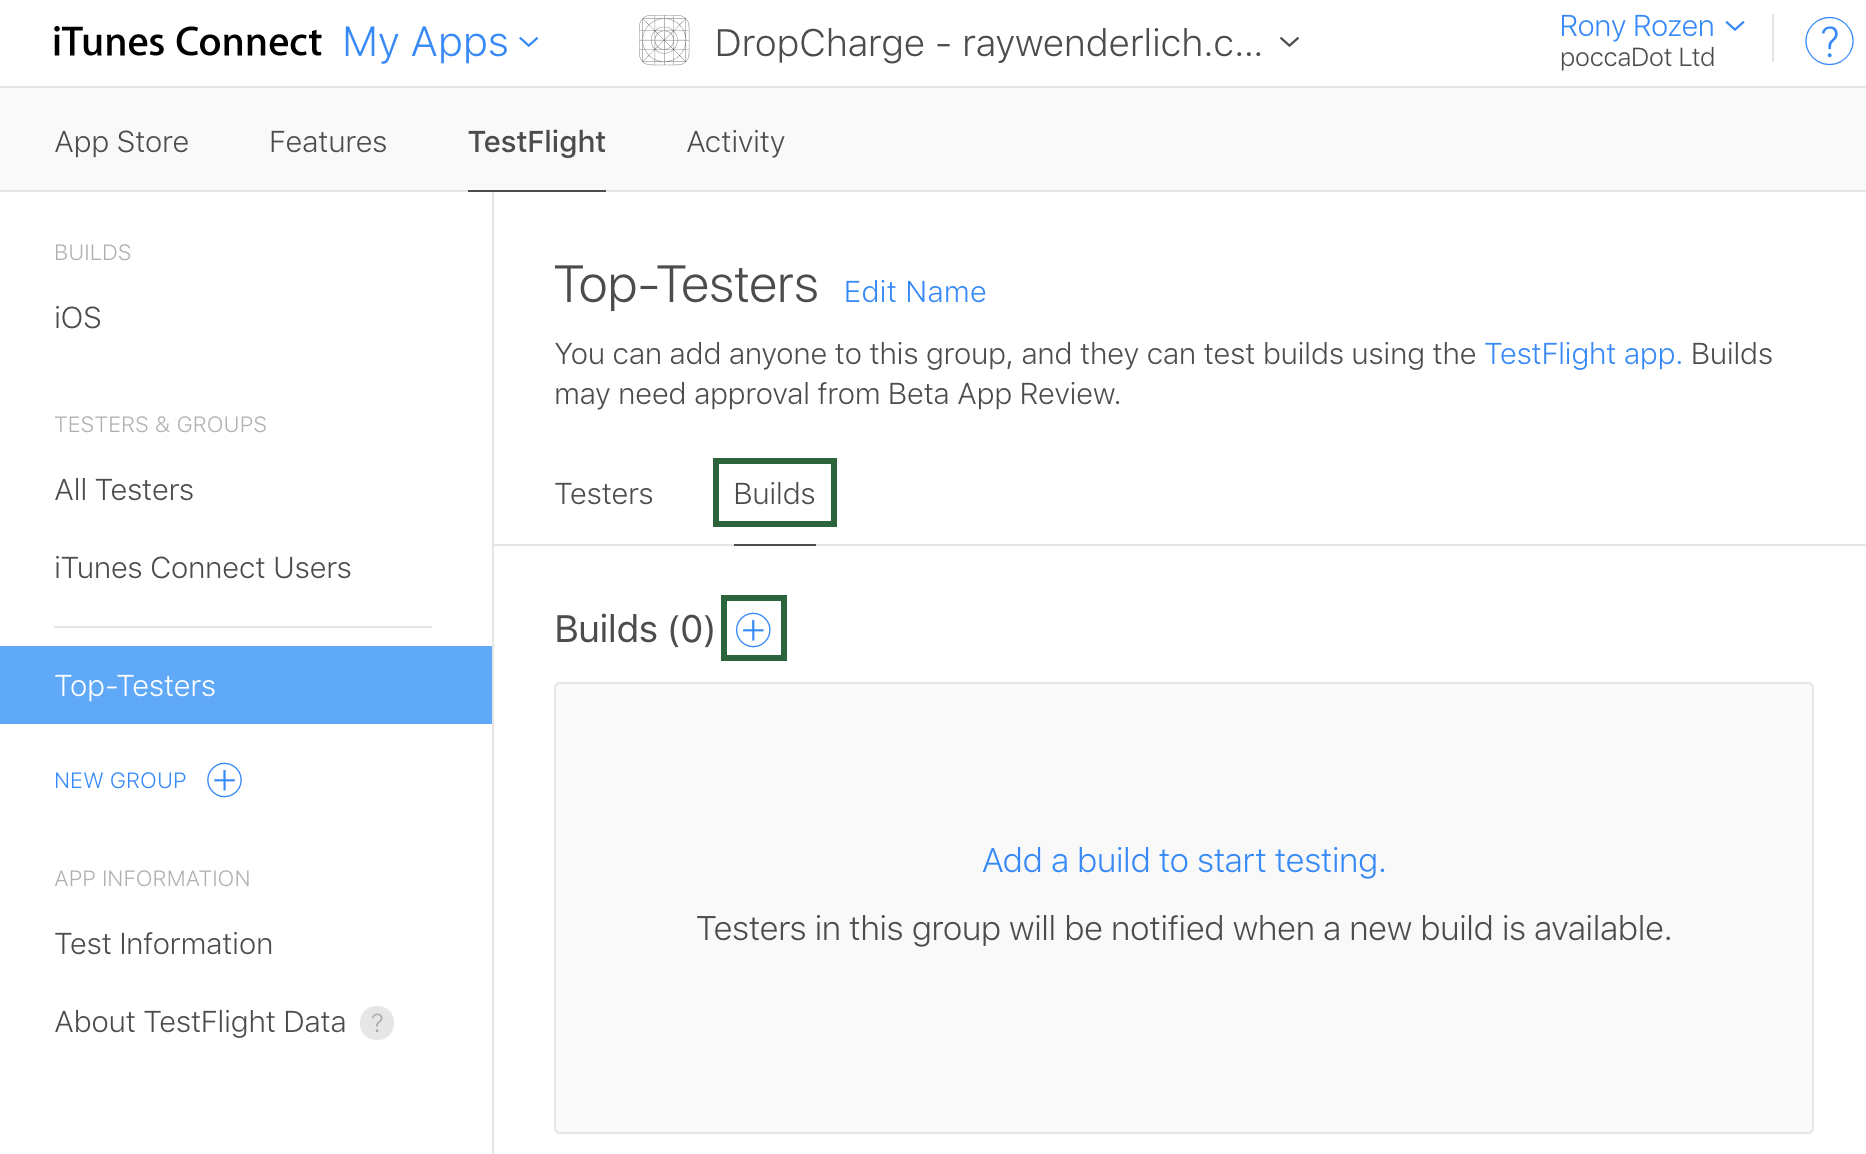 iTunes Connect My Apps
DropCharge - raywenderlich.c...
Rony Rozen
poccaDot Ltd
?
App Store
Features
TestFlight
Activity
BUILDS
iOS
TESTERS & GROUPS
All Testers
iTunes Connect Users
Top-Testers
NEW GROUP
APP INFORMATION
Test Information
About TestFlight Data ?
Top-Testers Edit Name
You can add anyone to this group, and they can test builds using the TestFlight app. Builds
may need approval from Beta App Review.
Testers
Builds
Builds (0)
Add a build to start testing.
Testers in this group will be notified when a new build is available.